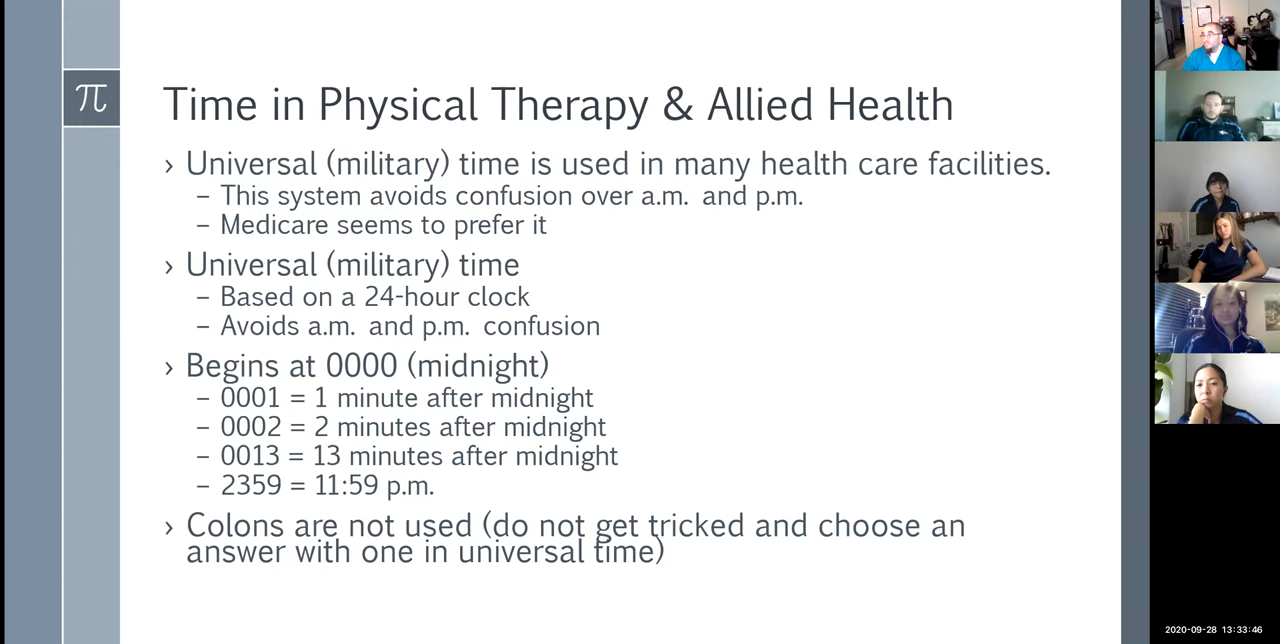 π
Time in Physical Therapy & Allied Health
› Universal (military) time is used in many health care facilities.
– This system avoids confusion over a.m. and p.m.
– Medicare seems to prefer it
› Universal (military) time
– Based on a 24-hour clock
– Avoids a.m. and p.m. confusion
› Begins at 0000 (midnight)
– 0001 = 1 minute after midnight
– 0002 = 2 minutes after midnight
– 0013 = 13 minutes after midnight
– 2359 = 11:59 p.m.
› Colons are not used (do not get tricked and choose an
answer with one in universal time)
2020-09-28 13:33:46